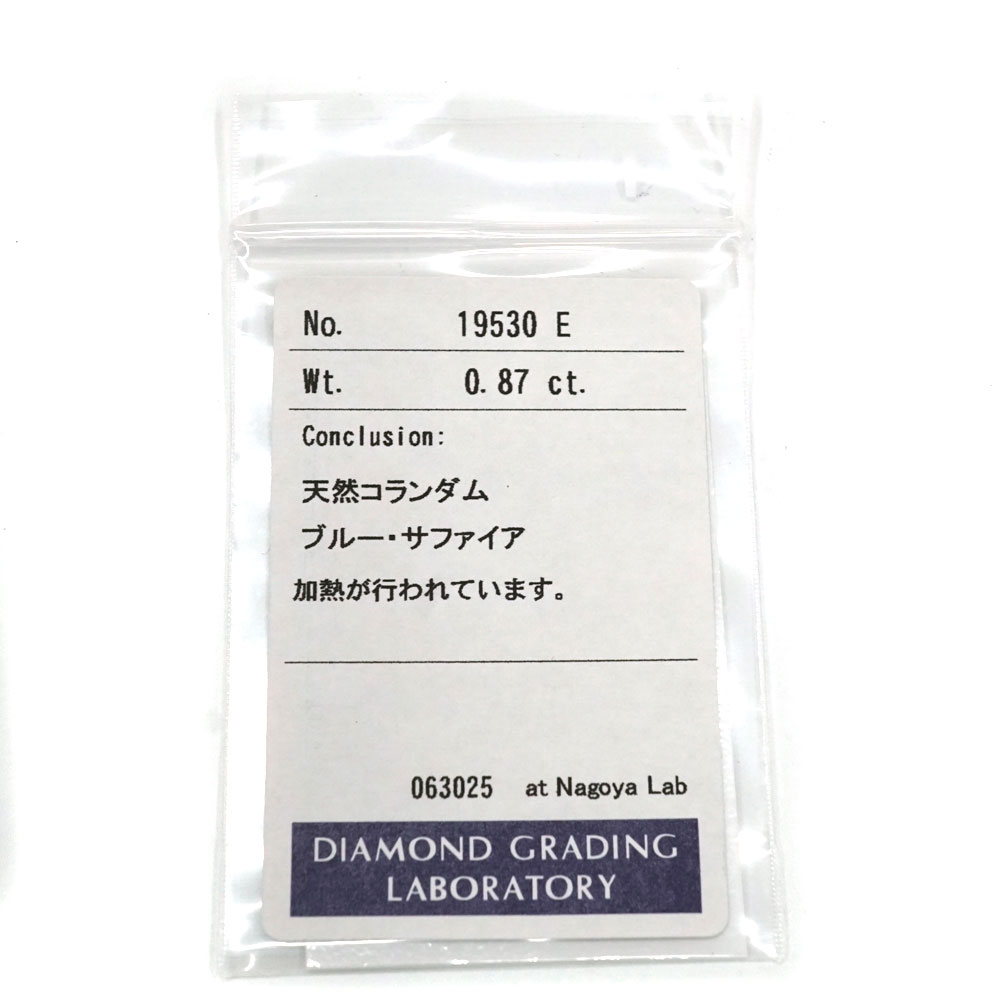 No. 19530 E
Wt. 0.87 ct.
Conclusion:
天然コランダム
ブルー・サファイア
加熱が行われています。
063025 at Nagoya Lab
DIAMOND GRADING
LABORATORY